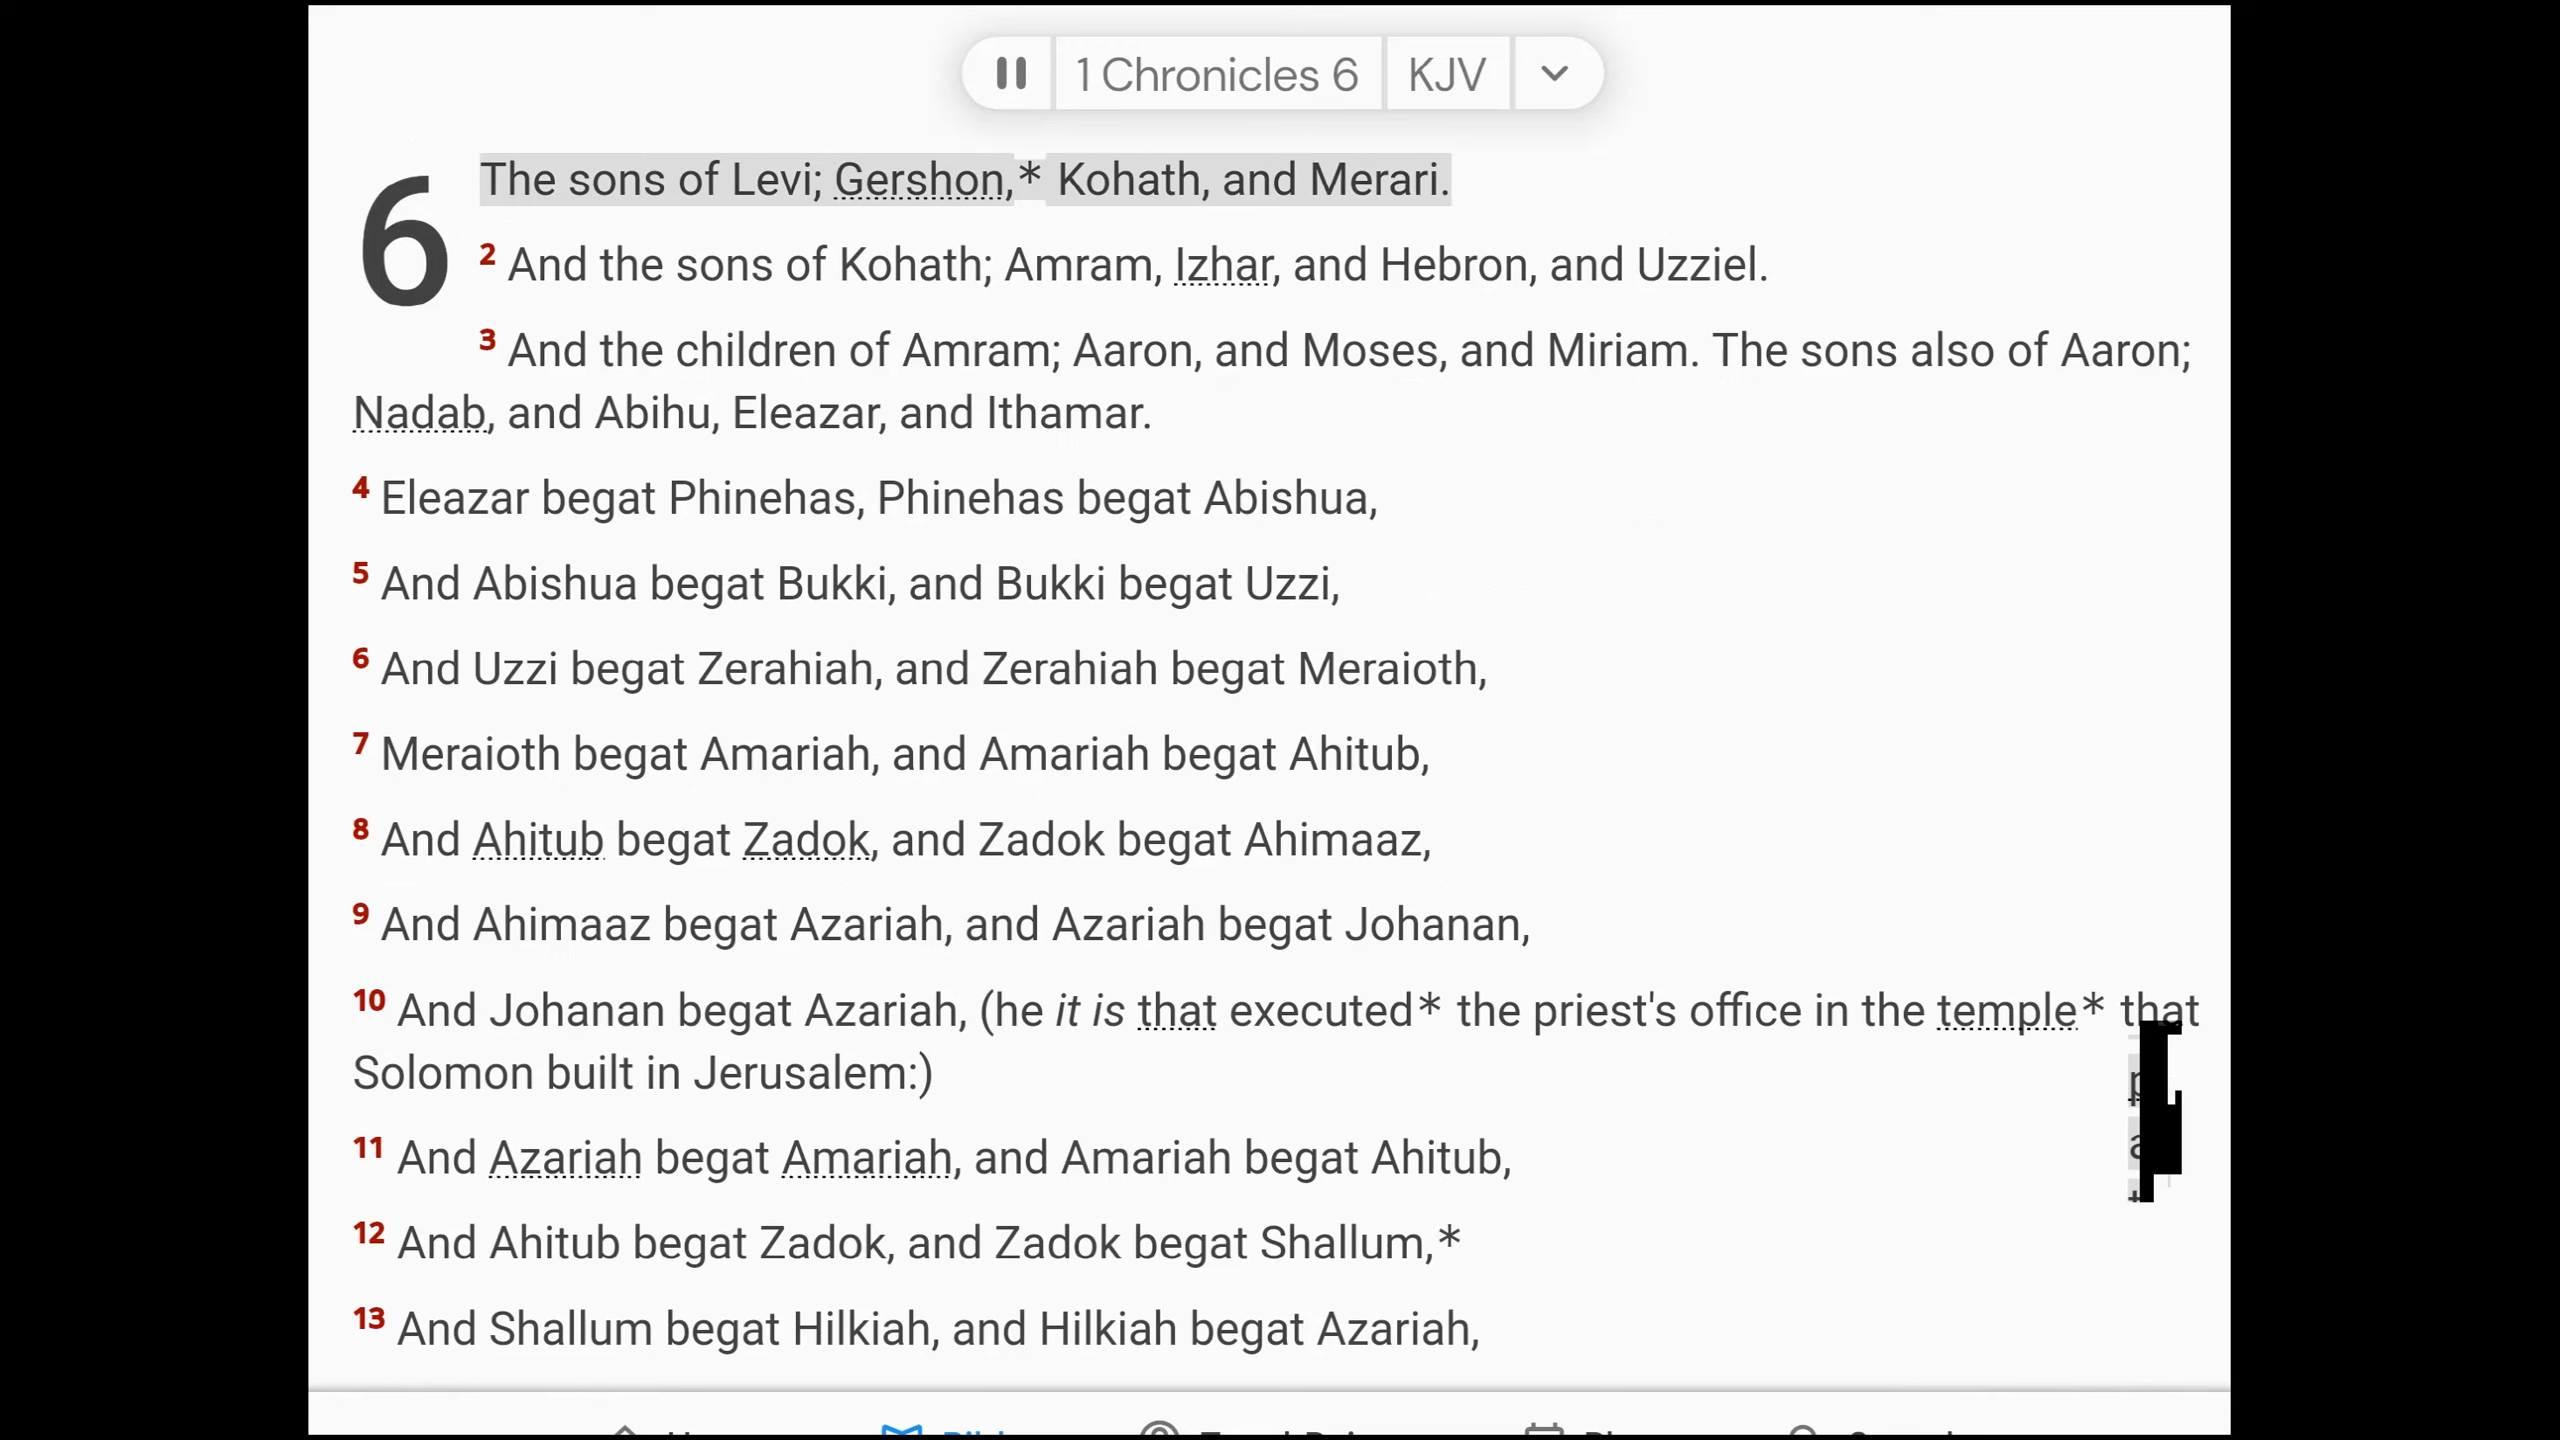 1 Chronicles 6 KJV
6 The sons of Levi; Gershon,* Kohath, and Merari.
2 And the sons of Kohath; Amram, Izhar, and Hebron, and Uzziel.
3 And the children of Amram; Aaron, and Moses, and Miriam. The sons also of Aaron;
Nadab, and Abihu, Eleazar, and Ithamar.
4 Eleazar begat Phinehas, Phinehas begat Abishua,
5 And Abishua begat Bukki, and Bukki begat Uzzi,
6 And Uzzi begat Zerahiah, and Zerahiah begat Meraioth,
7 Meraioth begat Amariah, and Amariah begat Ahitub,
8 And Ahitub begat Zadok, and Zadok begat Ahimaaz,
9 And Ahimaaz begat Azariah, and Azariah begat Johanan,
10 And Johanan begat Azariah, (he it is that executed* the priest's office in the temple* that
Solomon built in Jerusalem:)
11 And Azariah begat Amariah, and Amariah begat Ahitub,
12 And Ahitub begat Zadok, and Zadok begat Shallum,*
13 And Shallum begat Hilkiah, and Hilkiah begat Azariah,